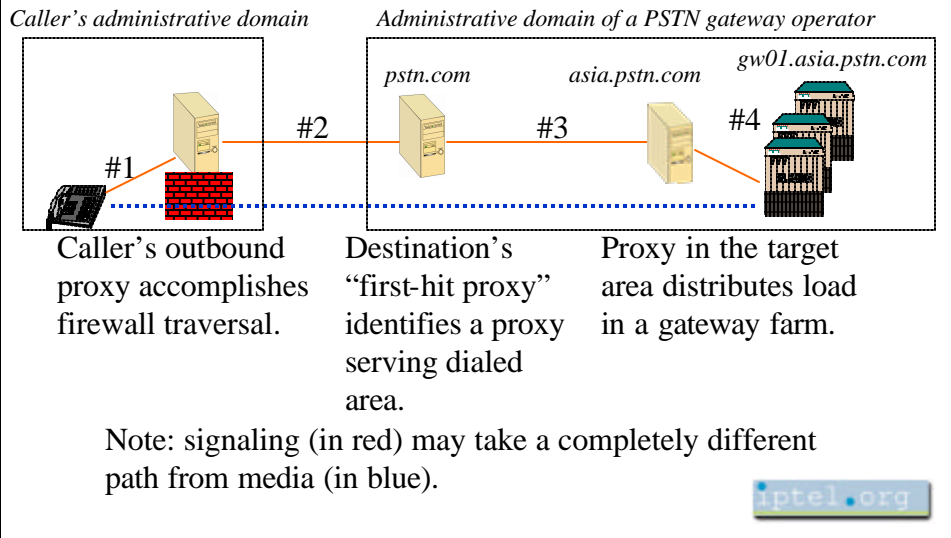 Caller’s administrative domain
Administrative domain of a PSTN gateway operator
pstn.com
asia.pstn.com
gw01.asia.pstn.com
#1
#2
#3
#4
Caller’s outbound
proxy accomplishes
firewall traversal.
Destination’s
“first-hit proxy”
identifies a proxy
serving dialed
area.
Proxy in the target
area distributes load
in a gateway farm.
Note: signaling (in red) may take a completely different
path from media (in blue).
iptel.org